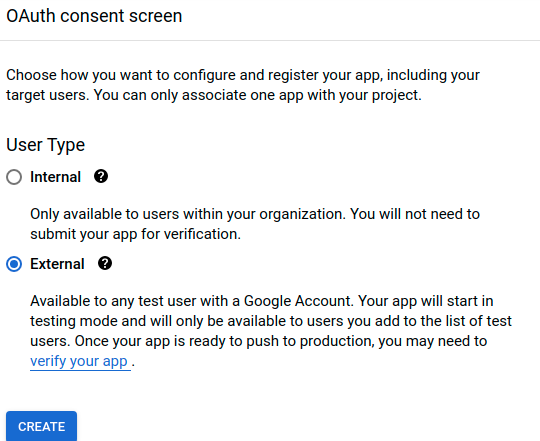 OAuth consent screen
Choose how you want to configure and register your app, including your
target users. You can only associate one app with your project.
User Type
Internal ?
Only available to users within your organization. You will not need to
submit your app for verification.
External ?
Available to any test user with a Google Account. Your app will start in
testing mode and will only be available to users you add to the list of test
users. Once your app is ready to push to production, you may need to
verify your app .
CREATE